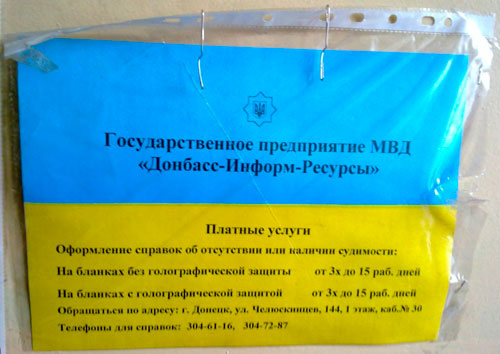 Государственное предприятие МВД
«Донбасс-Информ-Ресурсы»
Платные услуги
Оформление справок об отсутствии или наличии судимости:
На бланках без голографической защиты от 3х до 15 раб. дней
На бланках с голографической защитой от 3х до 15 раб. дней
Обращаться по адресу: г. Донецк, ул. Челюскинцев, 144, 1 этаж, каб.№ 30
Телефоны для справок: 304-61-16, 304-72-87